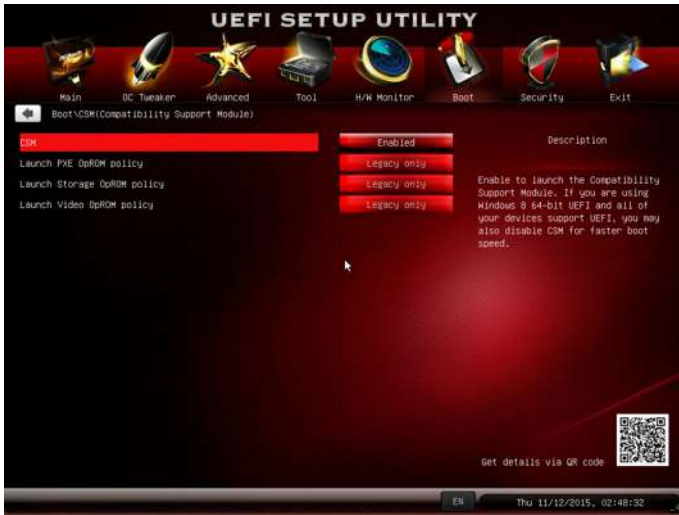 UEFI SETUP UTILITY
Main OC Tweaker Advanced Tool H/W Monitor Boot Security Exit
Boot\CSM(Compatibility Support Module)
CSM Enabled
Launch PXE OpROM policy Legacy only
Launch Storage OpROM policy Legacy only
Launch Video OpROM policy Legacy only
Description
Enable to launch the Compatibility
Support Module. If you are using
Windows 8 64-bit UEFI and all of
your devices support UEFI, you may
also disable CSM for faster boot
speed.
Get details via QR code
EN Thu 11/12/2015, 02:48:32